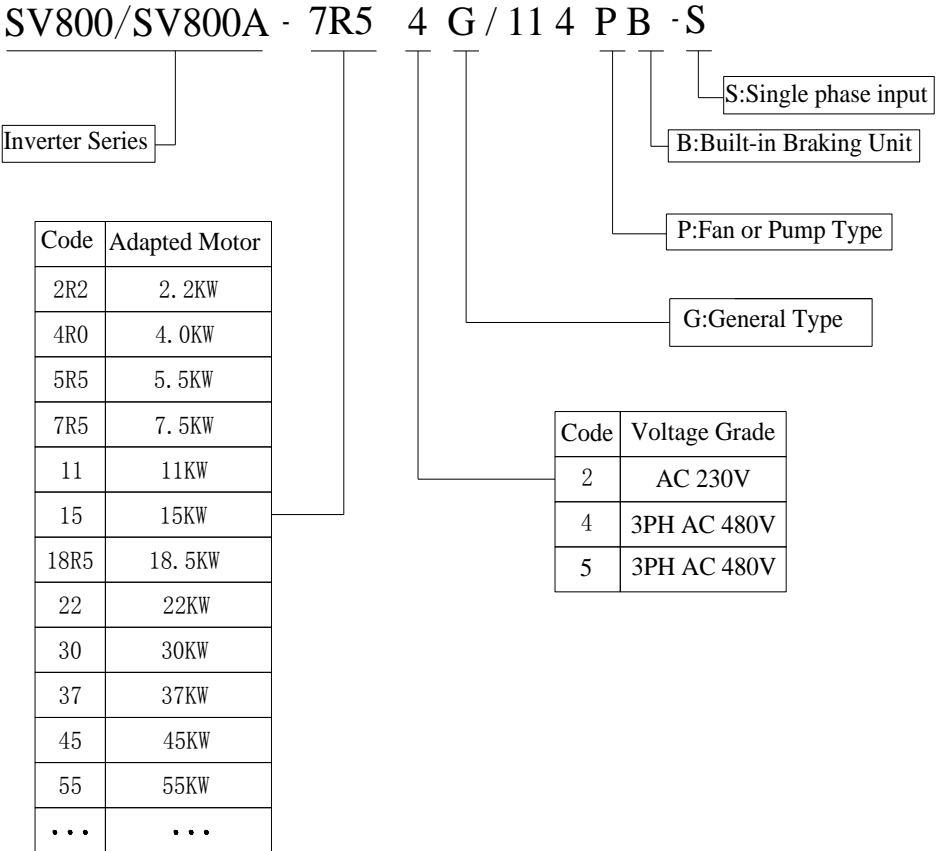 SV800/SV800A - 7R5 4 G / 11 4 P B - S
S:Single phase input
Inverter Series
B:Built-in Braking Unit
P:Fan or Pump Type
G:General Type
Code Adapted Motor
2R2 2.2KW
4R0 4.0KW
5R5 5.5KW
7R5 7.5KW
11 11KW
15 15KW
18R5 18.5KW
22 22KW
30 30KW
37 37KW
45 45KW
55 55KW
••• •••
Code Voltage Grade
2 AC 230V
4 3PH AC 480V
5 3PH AC 480V